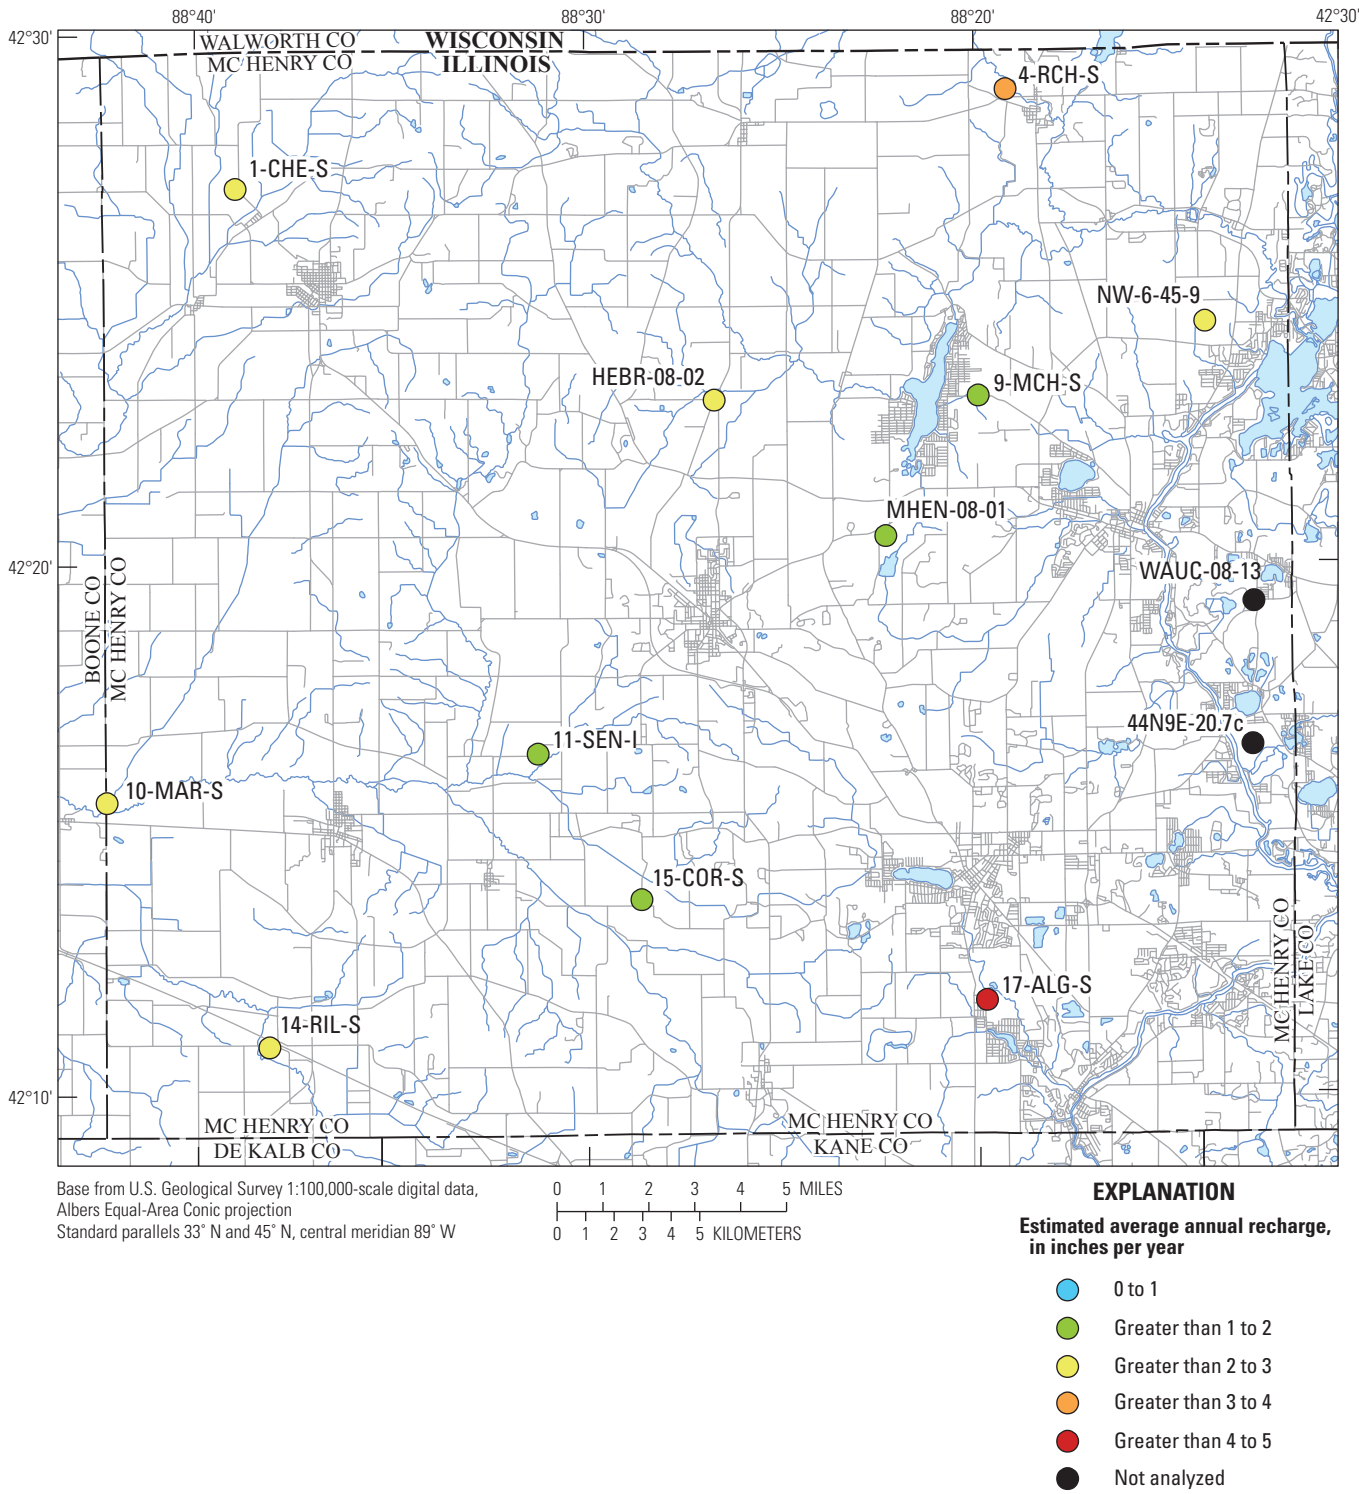 88°40'
88°30'
88°20'
42°30'
42°30'
WALWORTH CO
WISCONSIN
MC HENRY CO
ILLINOIS
4-RCH-S
1-CHE-S
NW-6-45-9
HEBR-08-02
9-MCH-S
MHEN-08-01
42°20'
WAUC-08-13
BOONE CO
MC HENRY CO
44N9E-20.7c
11-SEN-I
10-MAR-S
15-COR-S
MC HENRY CO
LAKE CO
17-ALG-S
14-RIL-S
42°10'
MC HENRY CO
DE KALB CO
MC HENRY CO
KANE CO
Base from U.S. Geological Survey 1:100,000-scale digital data,
Albers Equal-Area Conic projection
Standard parallels 33° N and 45° N, central meridian 89° W
0 1 2 3 4 5 MILES
0 1 2 3 4 5 KILOMETERS
EXPLANATION
Estimated average annual recharge,
in inches per year
0 to 1
Greater than 1 to 2
Greater than 2 to 3
Greater than 3 to 4
Greater than 4 to 5
Not analyzed